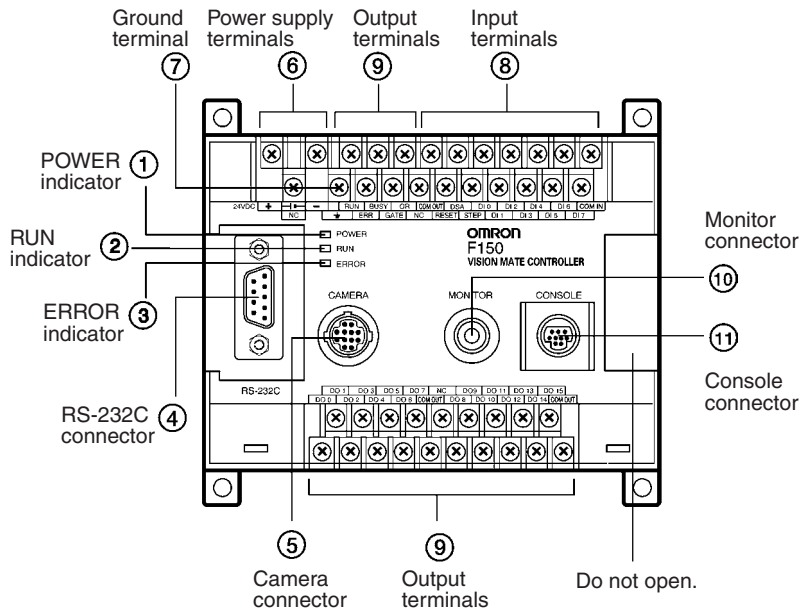 Ground terminal
Power supply terminals
Output terminals
Input terminals
7
6
9
8
POWER indicator
1
RUN indicator
2
ERROR indicator
3
RS-232C connector
4
24VDC + − RUN BUSY OR COM OUT DSA DI 0 DI 2 DI 4 DI 6 COM IN
NC ERR GATE NC RESET STEP DI 1 DI 3 DI 5 DI 7
POWER
RUN
ERROR
OMRON
F150
VISION MATE CONTROLLER
CAMERA
MONITOR
CONSOLE
Monitor connector
10
11
Console connector
RS-232C
DO 1 DO 3 DO 5 DO 7 NC DO9 DO 11 DO 13 DO 15
DO 0 DO 2 DO 4 DO 6 COM OUT DO 8 DO 10 DO 12 DO 14 COM OUT
5
9
Camera connector
Output terminals
Do not open.